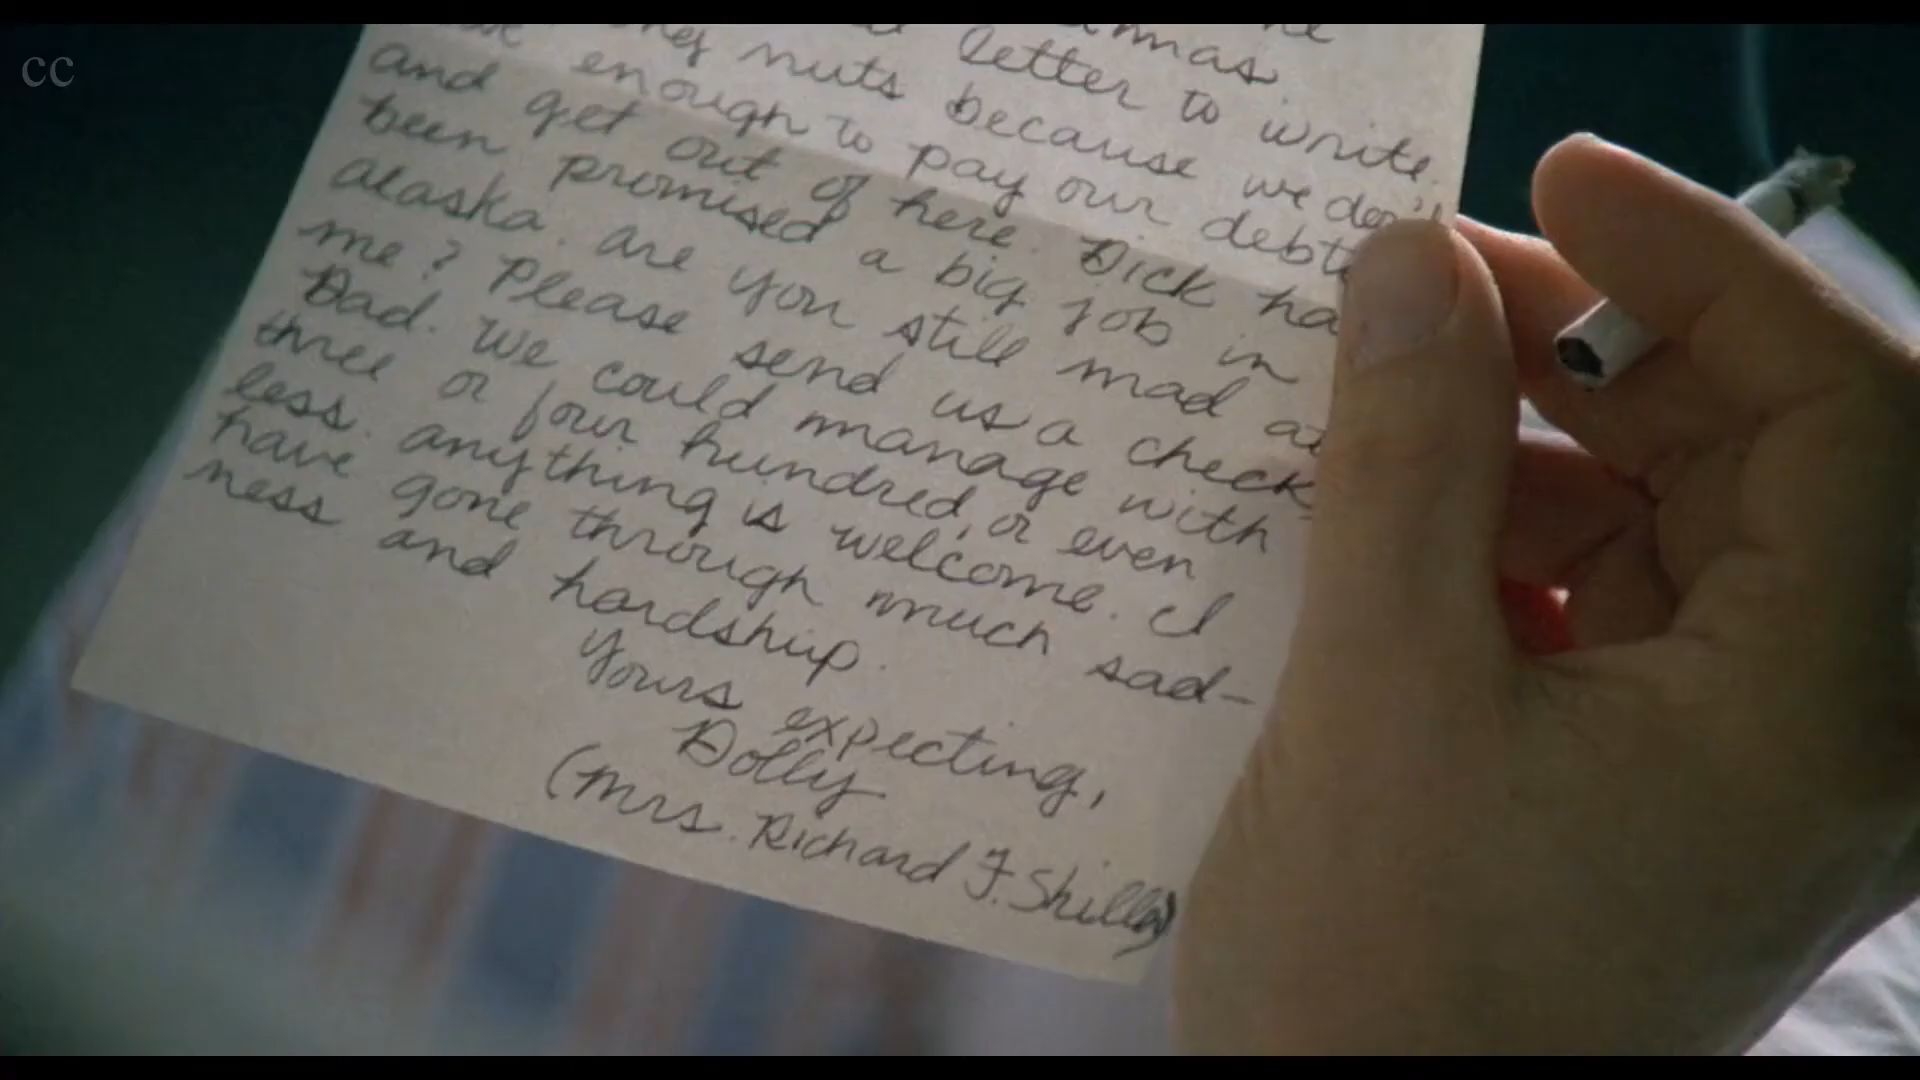 cc
letter to write.
nuts because we don't
enough to pay our debt
and get out of here. Dick ha
been promised a big job in
Alaska. Are you still mad at
me? Please send us a check
Dad. We could manage with
three or four hundred, or even
less. Anything is welcome. I
have gone through much sad-
ness and hardship.
Yours expecting,
Dolly
(Mrs. Richard F. Shiller)